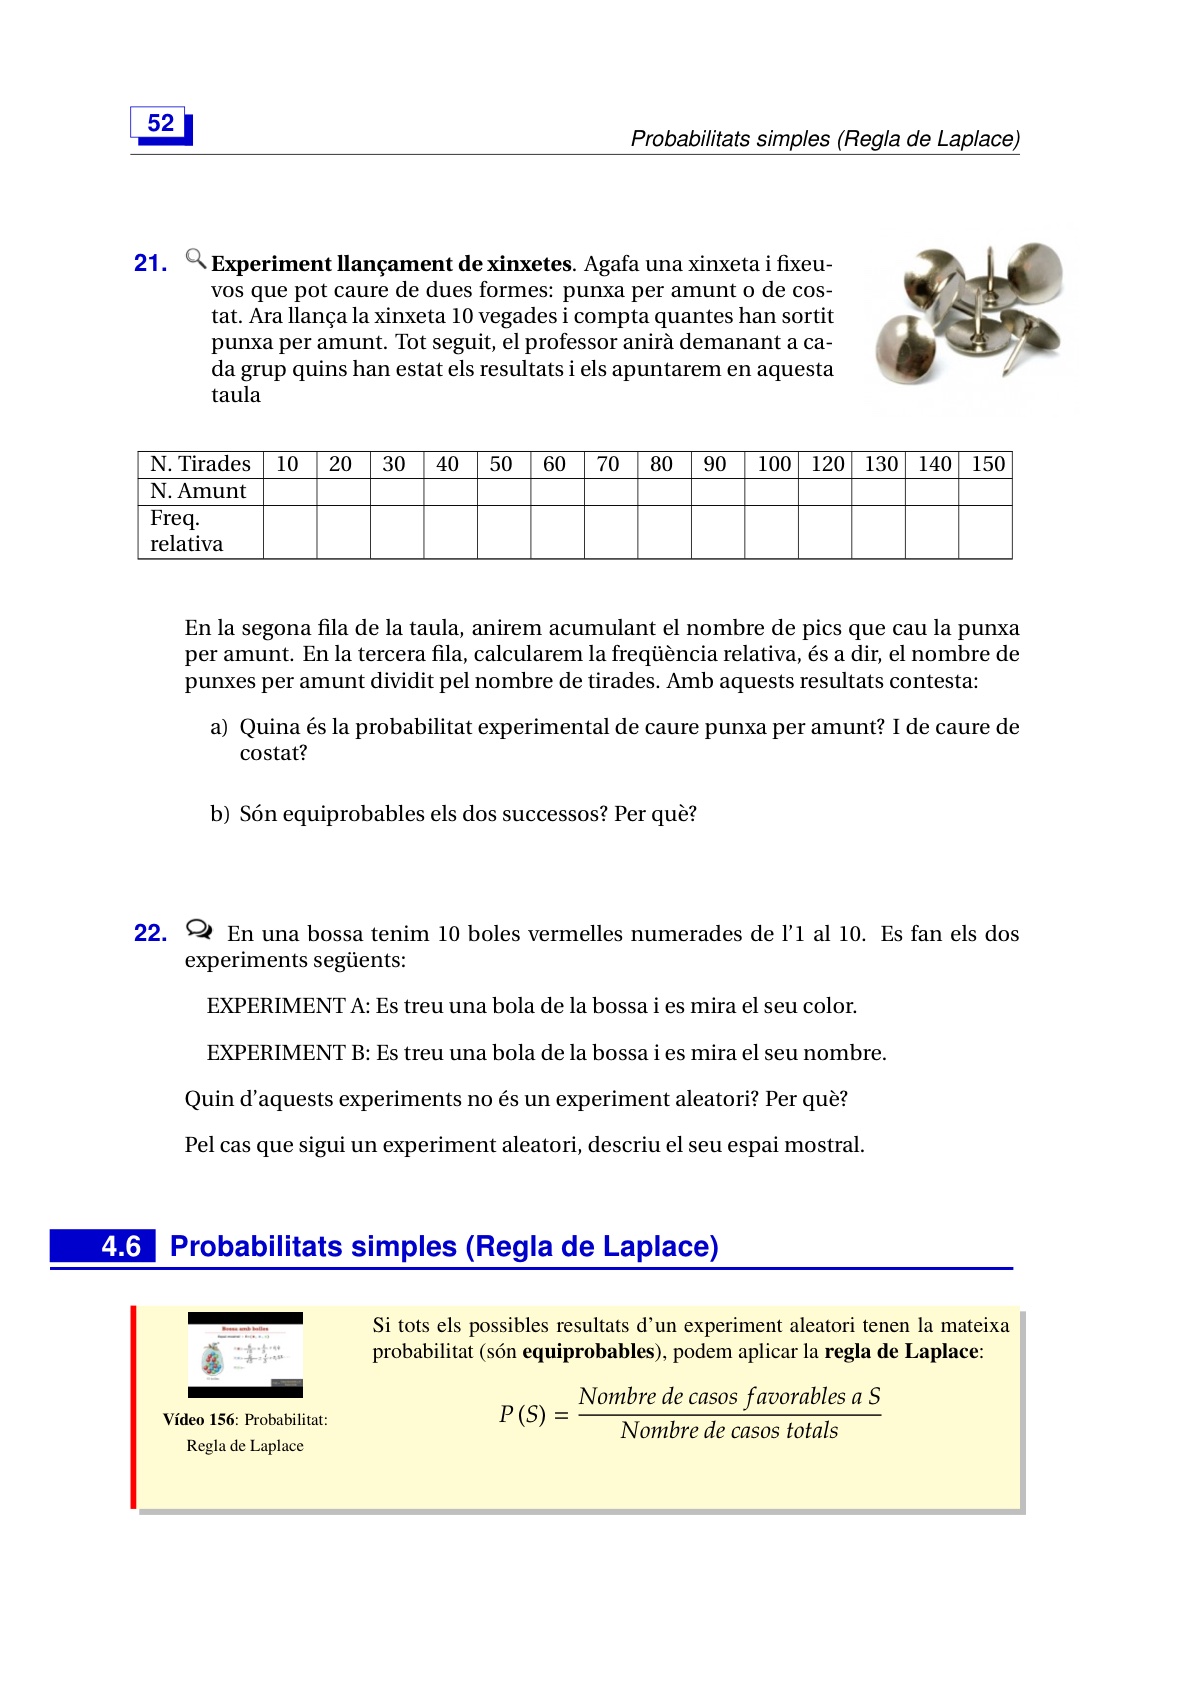 52
Probabilitats simples (Regla de Laplace)
21. Experiment llançament de xinxetes. Agafa una xinxeta i fixeu-
vos que pot caure de dues formes: punxa per amunt o de cos-
tat. Ara llança la xinxeta 10 vegades i compta quantes han sortit
punxa per amunt. Tot seguit, el professor anirà demanant a ca-
da grup quins han estat els resultats i els apuntarem en aquesta
taula
N. Tirades 10 20 30 40 50 60 70 80 90 100 120 130 140 150
N. Amunt
Freq.
relativa
En la segona fila de la taula, anirem acumulant el nombre de pics que cau la punxa
per amunt. En la tercera fila, calcularem la freqüència relativa, és a dir, el nombre de
punxes per amunt dividit pel nombre de tirades. Amb aquests resultats contesta:
a) Quina és la probabilitat experimental de caure punxa per amunt? I de caure de
costat?
b) Són equiprobables els dos successos? Per què?
22. En una bossa tenim 10 boles vermelles numerades de l'1 al 10. Es fan els dos
experiments següents:
EXPERIMENT A: Es treu una bola de la bossa i es mira el seu color.
EXPERIMENT B: Es treu una bola de la bossa i es mira el seu nombre.
Quin d'aquests experiments no és un experiment aleatori? Per què?
Pel cas que sigui un experiment aleatori, descriu el seu espai mostral.
4.6 Probabilitats simples (Regla de Laplace)
Bossa amb bolles
Vídeo 156: Probabilitat:
Regla de Laplace
Si tots els possibles resultats d'un experiment aleatori tenen la mateixa
probabilitat (són equiprobables), podem aplicar la regla de Laplace:
P (S) = Nombre de casos favorables a S
Nombre de casos totals